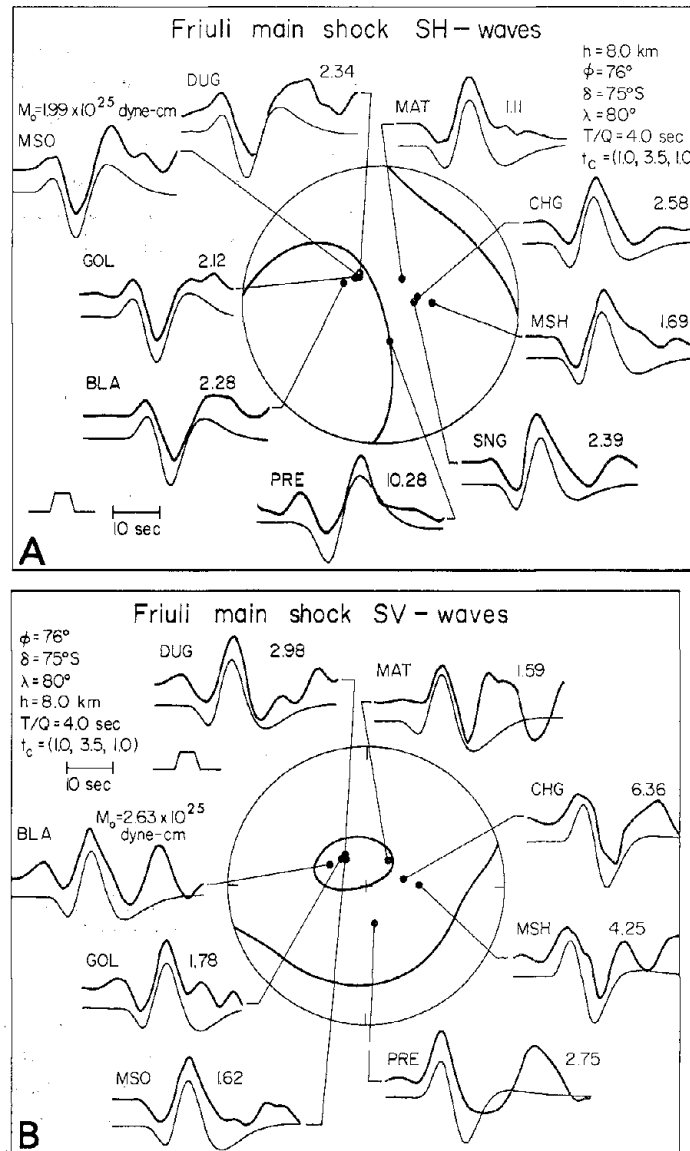 Friuli main shock SH-waves
DUG
2.34
MAT
1.11
h = 8.0 km
ϕ = 76°
δ = 75°S
λ = 80°
T/Q = 4.0 sec
t_c = (1.0, 3.5, 1.0
M_o = 1.99 x 10^25 dyne-cm
MSO
CHG
2.58
GOL
2.12
MSH
1.69
BLA
2.28
SNG
2.39
PRE
10.28
10 sec
A
Friuli main shock SV-waves
ϕ = 76°
δ = 75°S
λ = 80°
h = 8.0 km
T/Q = 4.0 sec
t_c = (1.0, 3.5, 1.0)
10 sec
DUG
2.98
MAT
1.59
M_o = 2.63 x 10^25
dyne-cm
BLA
CHG
6.36
GOL
1.78
MSH
4.25
MSO
1.62
PRE
2.75
B